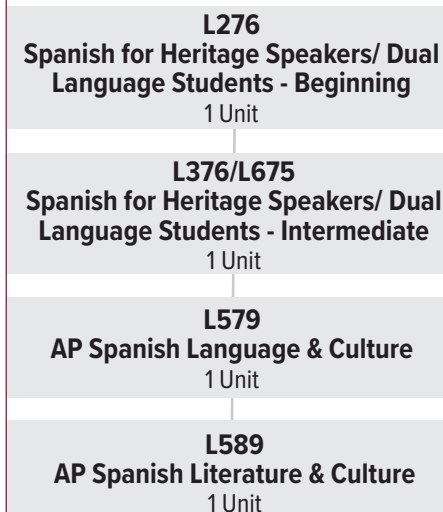 L276
Spanish for Heritage Speakers/ Dual
Language Students - Beginning
1 Unit
L376/L675
Spanish for Heritage Speakers/ Dual
Language Students - Intermediate
1 Unit
L579
AP Spanish Language & Culture
1 Unit
L589
AP Spanish Literature & Culture
1 Unit